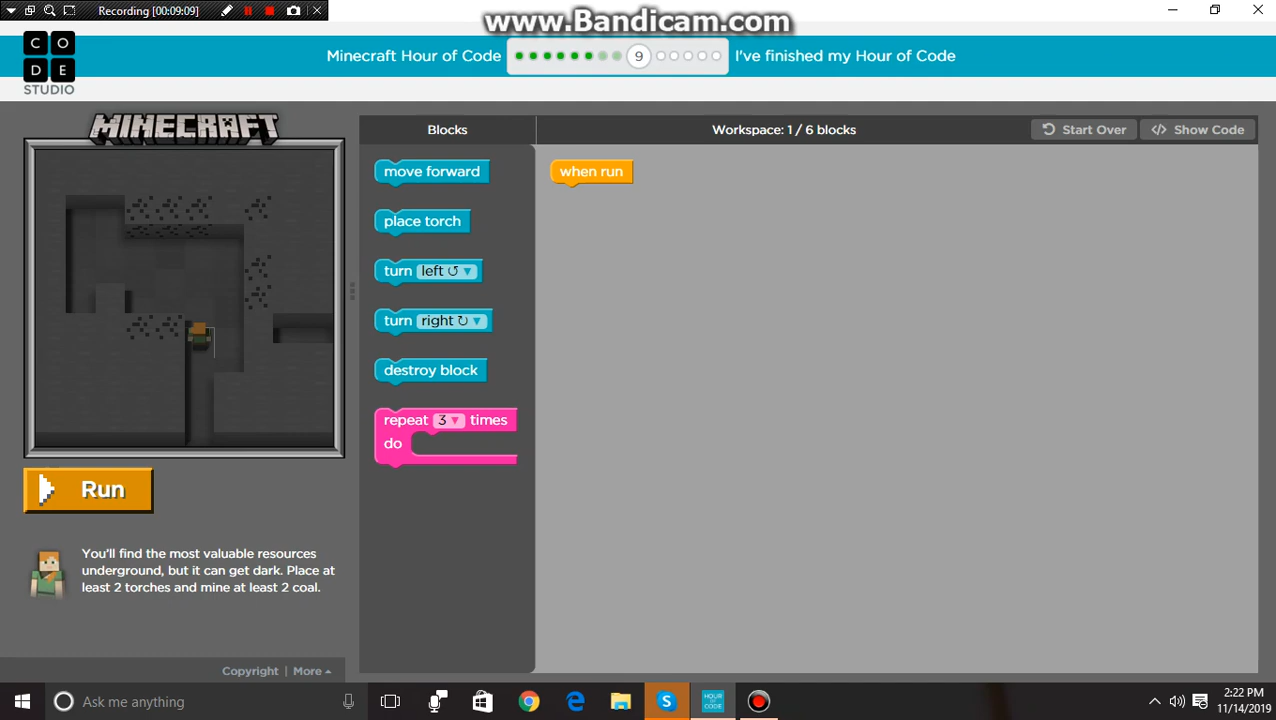 Recording [00:09:09]
www.Bandicam.com
CODE
STUDIO
Minecraft Hour of Code
9
I've finished my Hour of Code
MINECRAFT
Blocks
Workspace: 1 / 6 blocks
Start Over
Show Code
move forward
place torch
turn left
turn right
destroy block
repeat 3 times
do
when run
Run
You'll find the most valuable resources
underground, but it can get dark. Place at
least 2 torches and mine at least 2 coal.
Copyright | More
Ask me anything
HOUR OF CODE
2:22 PM
11/14/2019